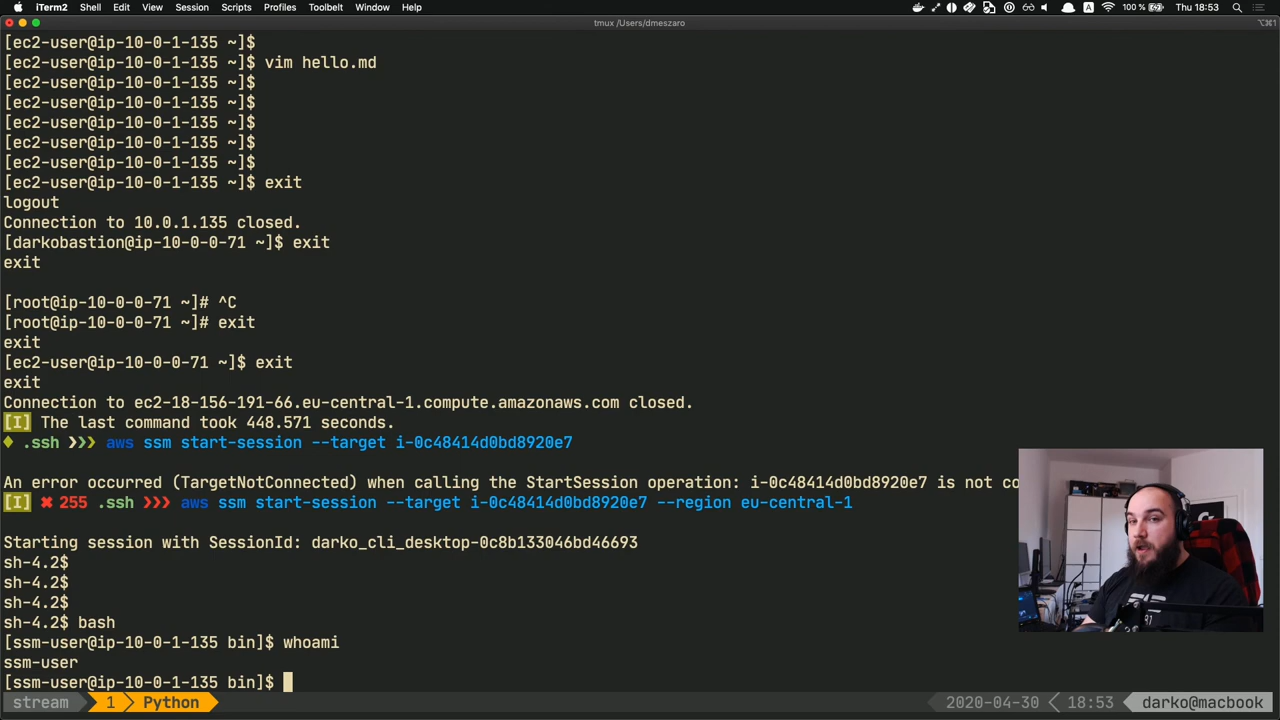 iTerm2 Shell Edit View Session Scripts Profiles Toolbelt Window Help 100 % Thu 18:53
tmux /Users/dmeszaro ⌥⌘1
[ec2-user@ip-10-0-1-135 ~]$
[ec2-user@ip-10-0-1-135 ~]$ vim hello.md
[ec2-user@ip-10-0-1-135 ~]$
[ec2-user@ip-10-0-1-135 ~]$
[ec2-user@ip-10-0-1-135 ~]$
[ec2-user@ip-10-0-1-135 ~]$
[ec2-user@ip-10-0-1-135 ~]$
[ec2-user@ip-10-0-1-135 ~]$ exit
logout
Connection to 10.0.1.135 closed.
[darkobastion@ip-10-0-0-71 ~]$ exit
exit
[root@ip-10-0-0-71 ~]# ^C
[root@ip-10-0-0-71 ~]# exit
exit
[ec2-user@ip-10-0-0-71 ~]$ exit
exit
Connection to ec2-18-156-191-66.eu-central-1.compute.amazonaws.com closed.
[I] The last command took 448.571 seconds.
♦ .ssh ❯❯❯ aws ssm start-session --target i-0c48414d0bd8920e7
An error occurred (TargetNotConnected) when calling the StartSession operation: i-0c48414d0bd8920e7 is not co
[I] ✖ 255 .ssh ❯❯❯ aws ssm start-session --target i-0c48414d0bd8920e7 --region eu-central-1
Starting session with SessionId: darko_cli_desktop-0c8b133046bd46693
sh-4.2$
sh-4.2$
sh-4.2$
sh-4.2$ bash
[ssm-user@ip-10-0-1-135 bin]$ whoami
ssm-user
[ssm-user@ip-10-0-1-135 bin]$
stream 1 Python 2020-04-30 18:53 darko@macbook